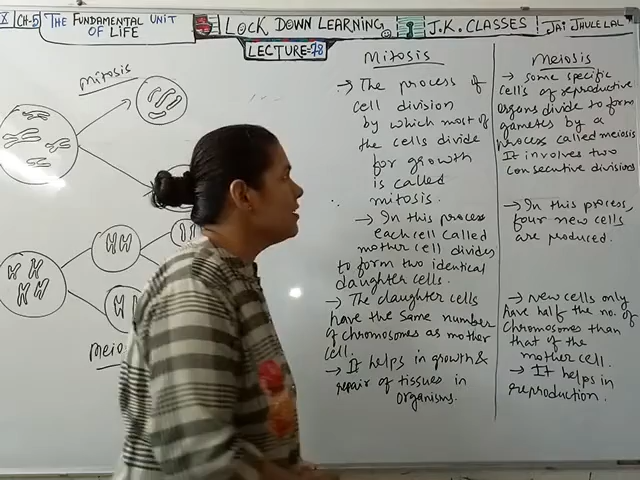 IX CH-5 THE FUNDAMENTAL UNIT
OF LIFE
LOCK DOWN LEARNING
J.K. CLASSES
JAI JHULELAL
LECTURE-78
Mitosis
Mitosis
→ The process of
cell division
by which most of
the cells divide
for growth
is called
mitosis.
→ In this process
each cell called
mother cell divides
to form two identical
daughter cells.
→ The daughter cells
have the same number
of chromosomes as mother
cell.
→ It helps in growth &
repair of tissues in
organisms.
Meiosis
→ Some specific
cells of reproductive
organs divide to form
gametes by a
process called meiosis
It involves two
consecutive divisions
→ In this process,
four new cells
are produced.
→ New cells only
have half the no. of
chromosomes than
that of the
mother cell.
→ It helps in
reproduction.